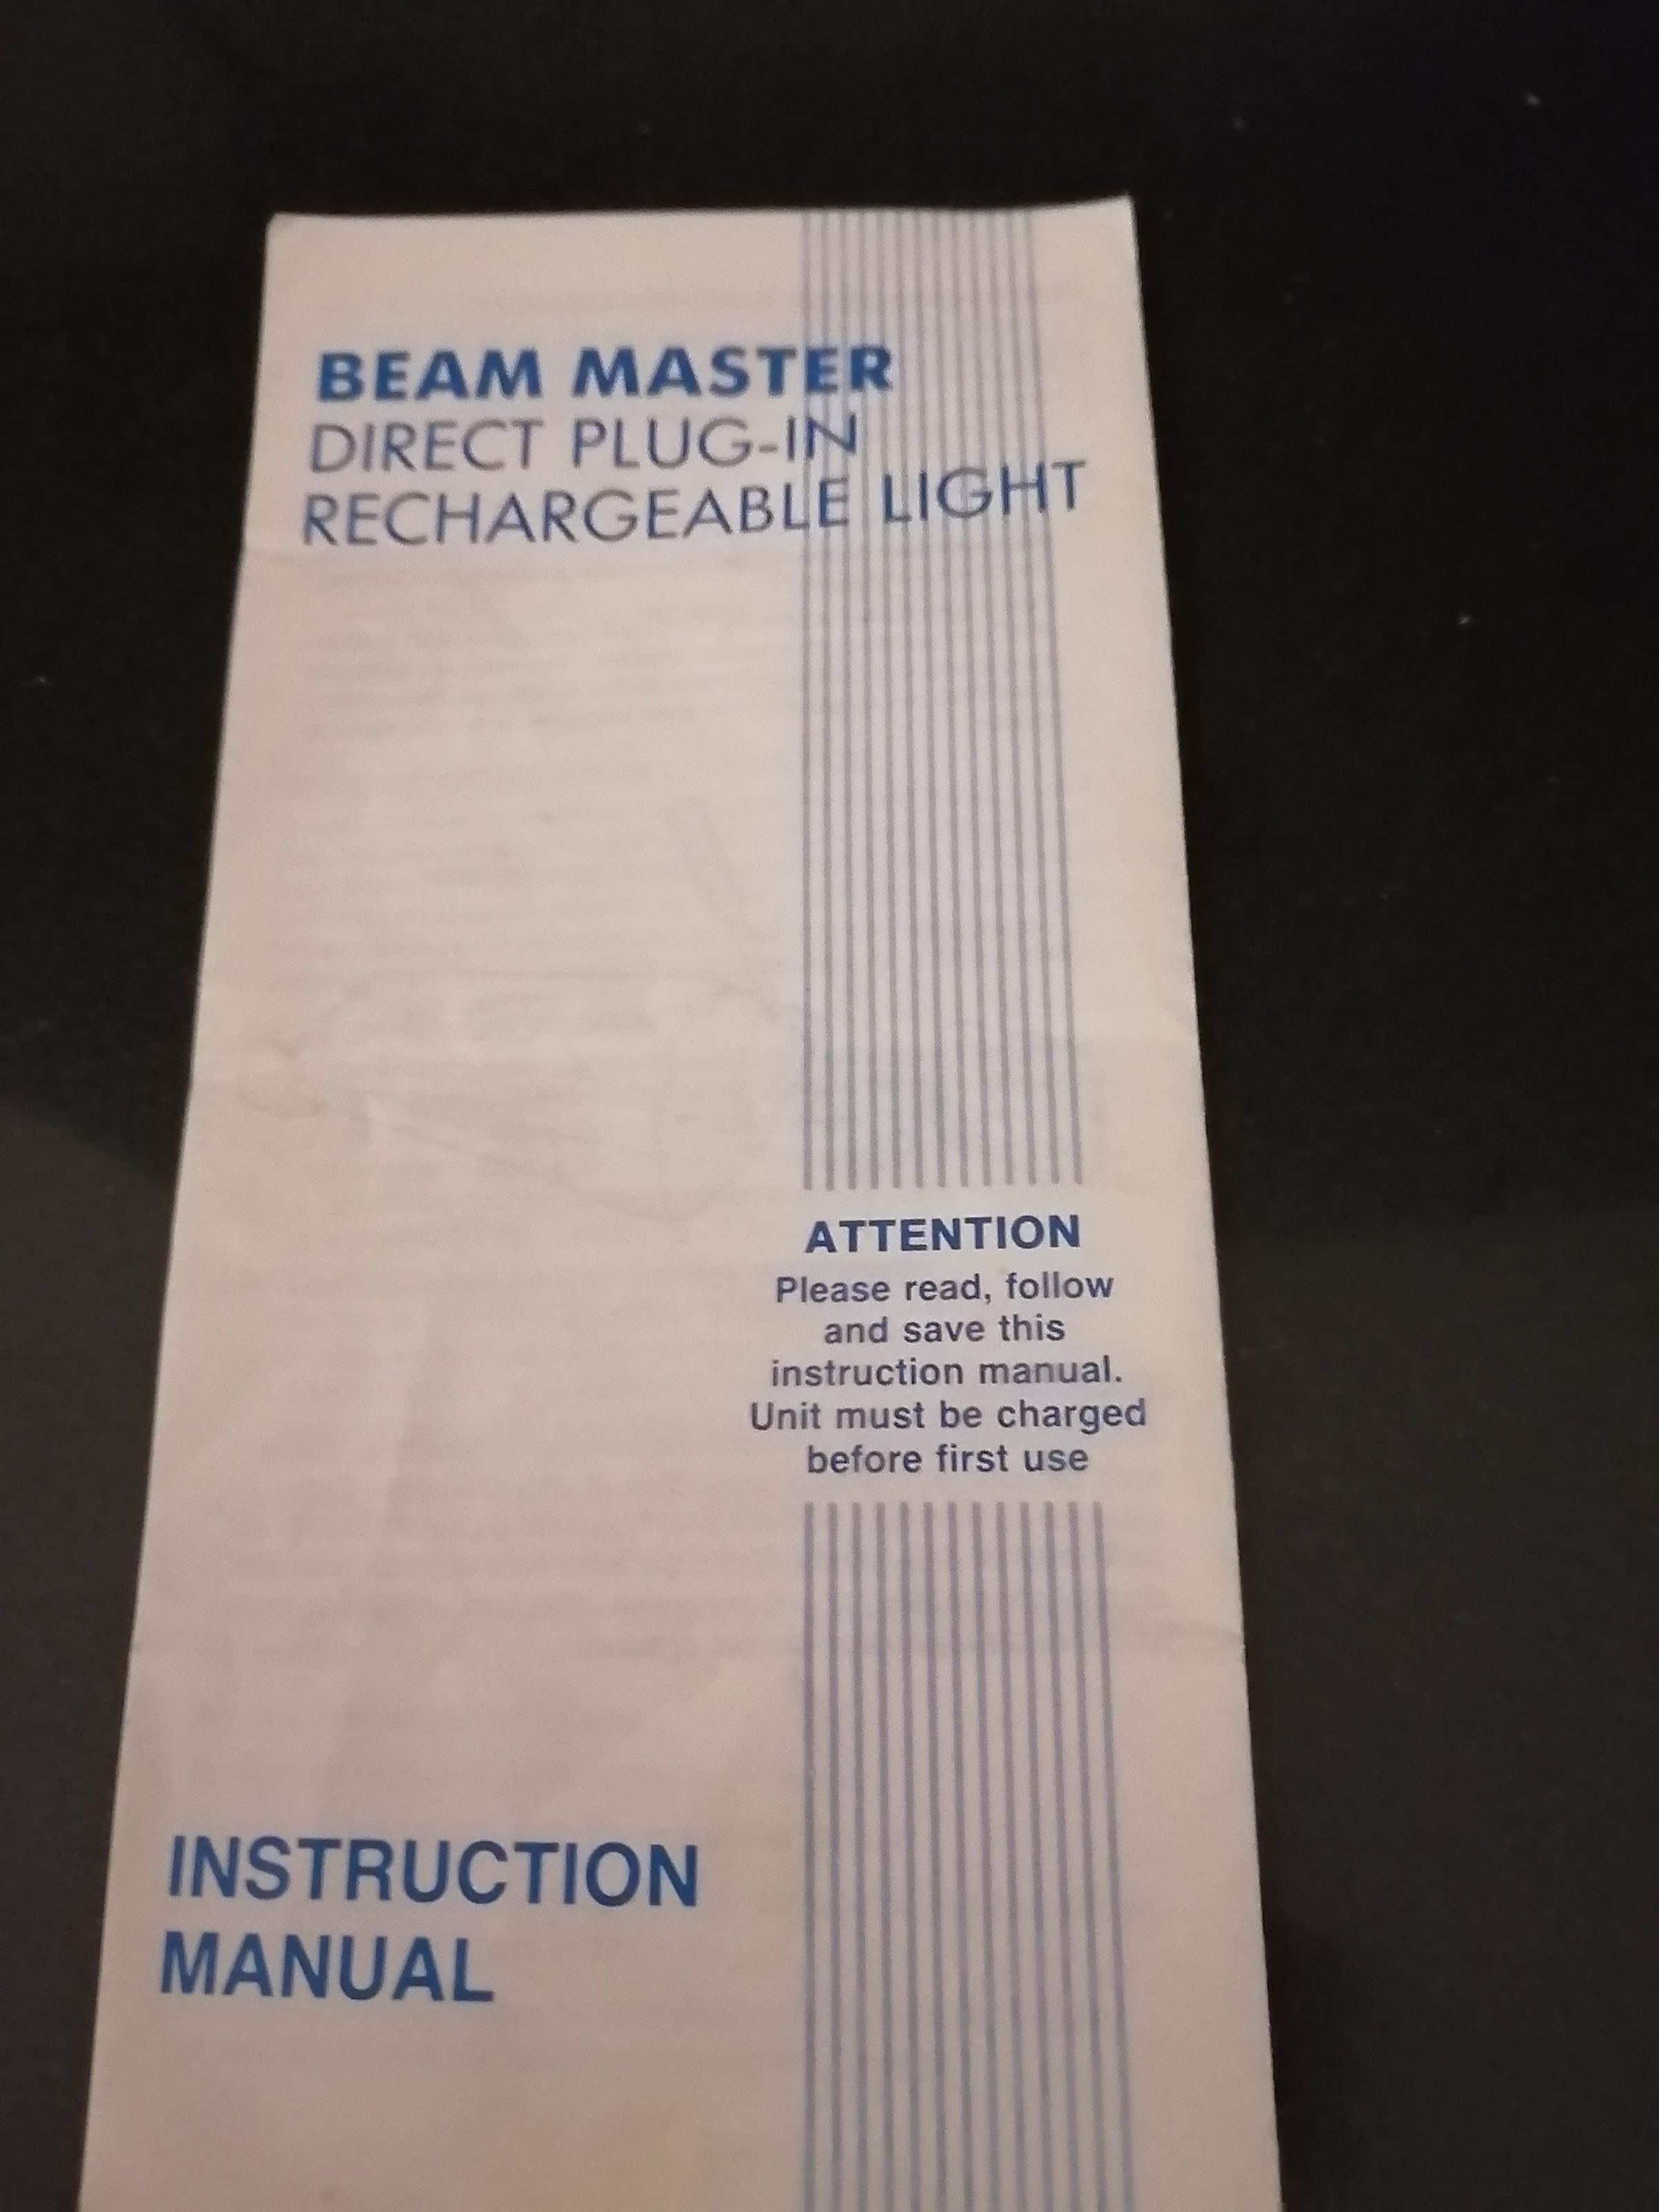 BEAM MASTER
DIRECT PLUG-IN
RECHARGEABLE LIGHT
ATTENTION
Please read, follow
and save this
instruction manual.
Unit must be charged
before first use
INSTRUCTION
MANUAL